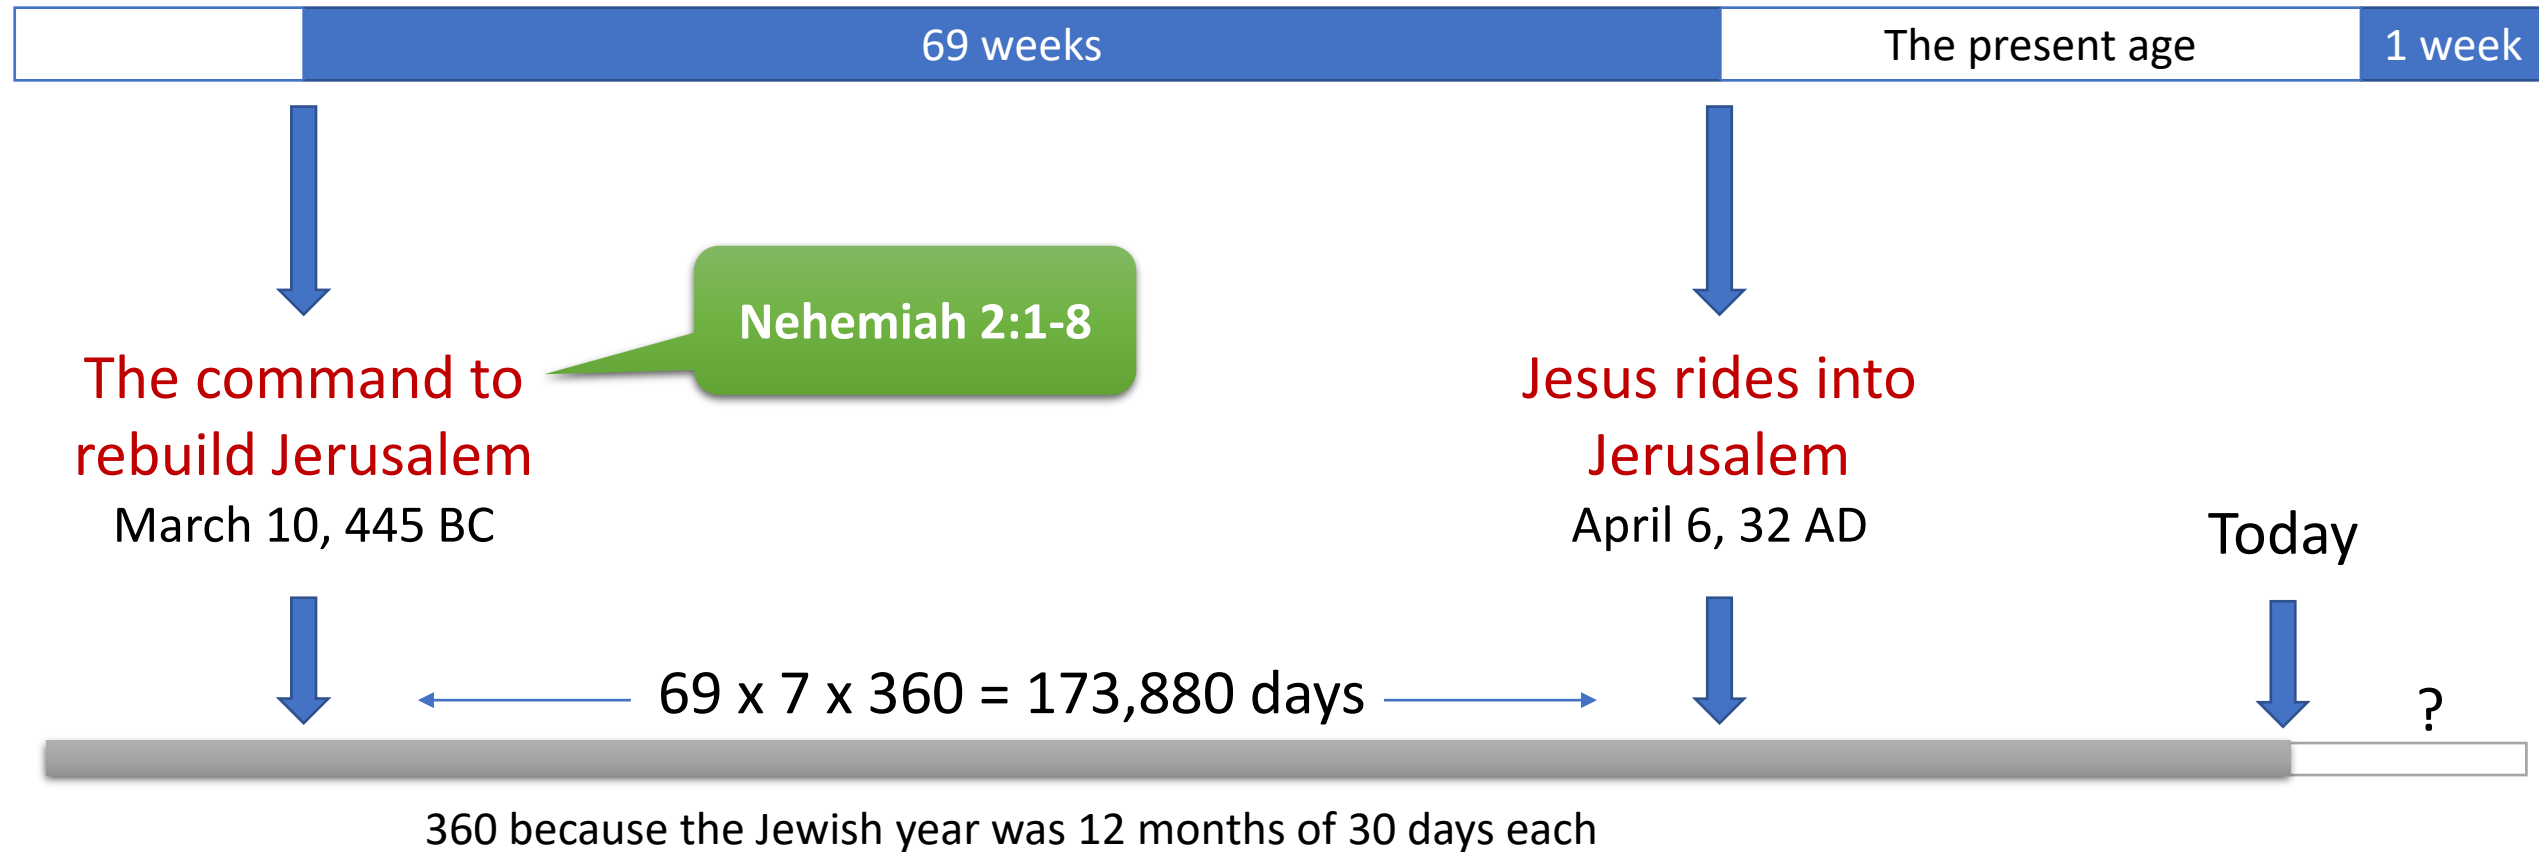 69 weeks
The present age
1 week
Nehemiah 2:1-8
The command to
rebuild Jerusalem
March 10, 445 BC
Jesus rides into
Jerusalem
April 6, 32 AD
Today
69 x 7 x 360 = 173,880 days
?
360 because the Jewish year was 12 months of 30 days each